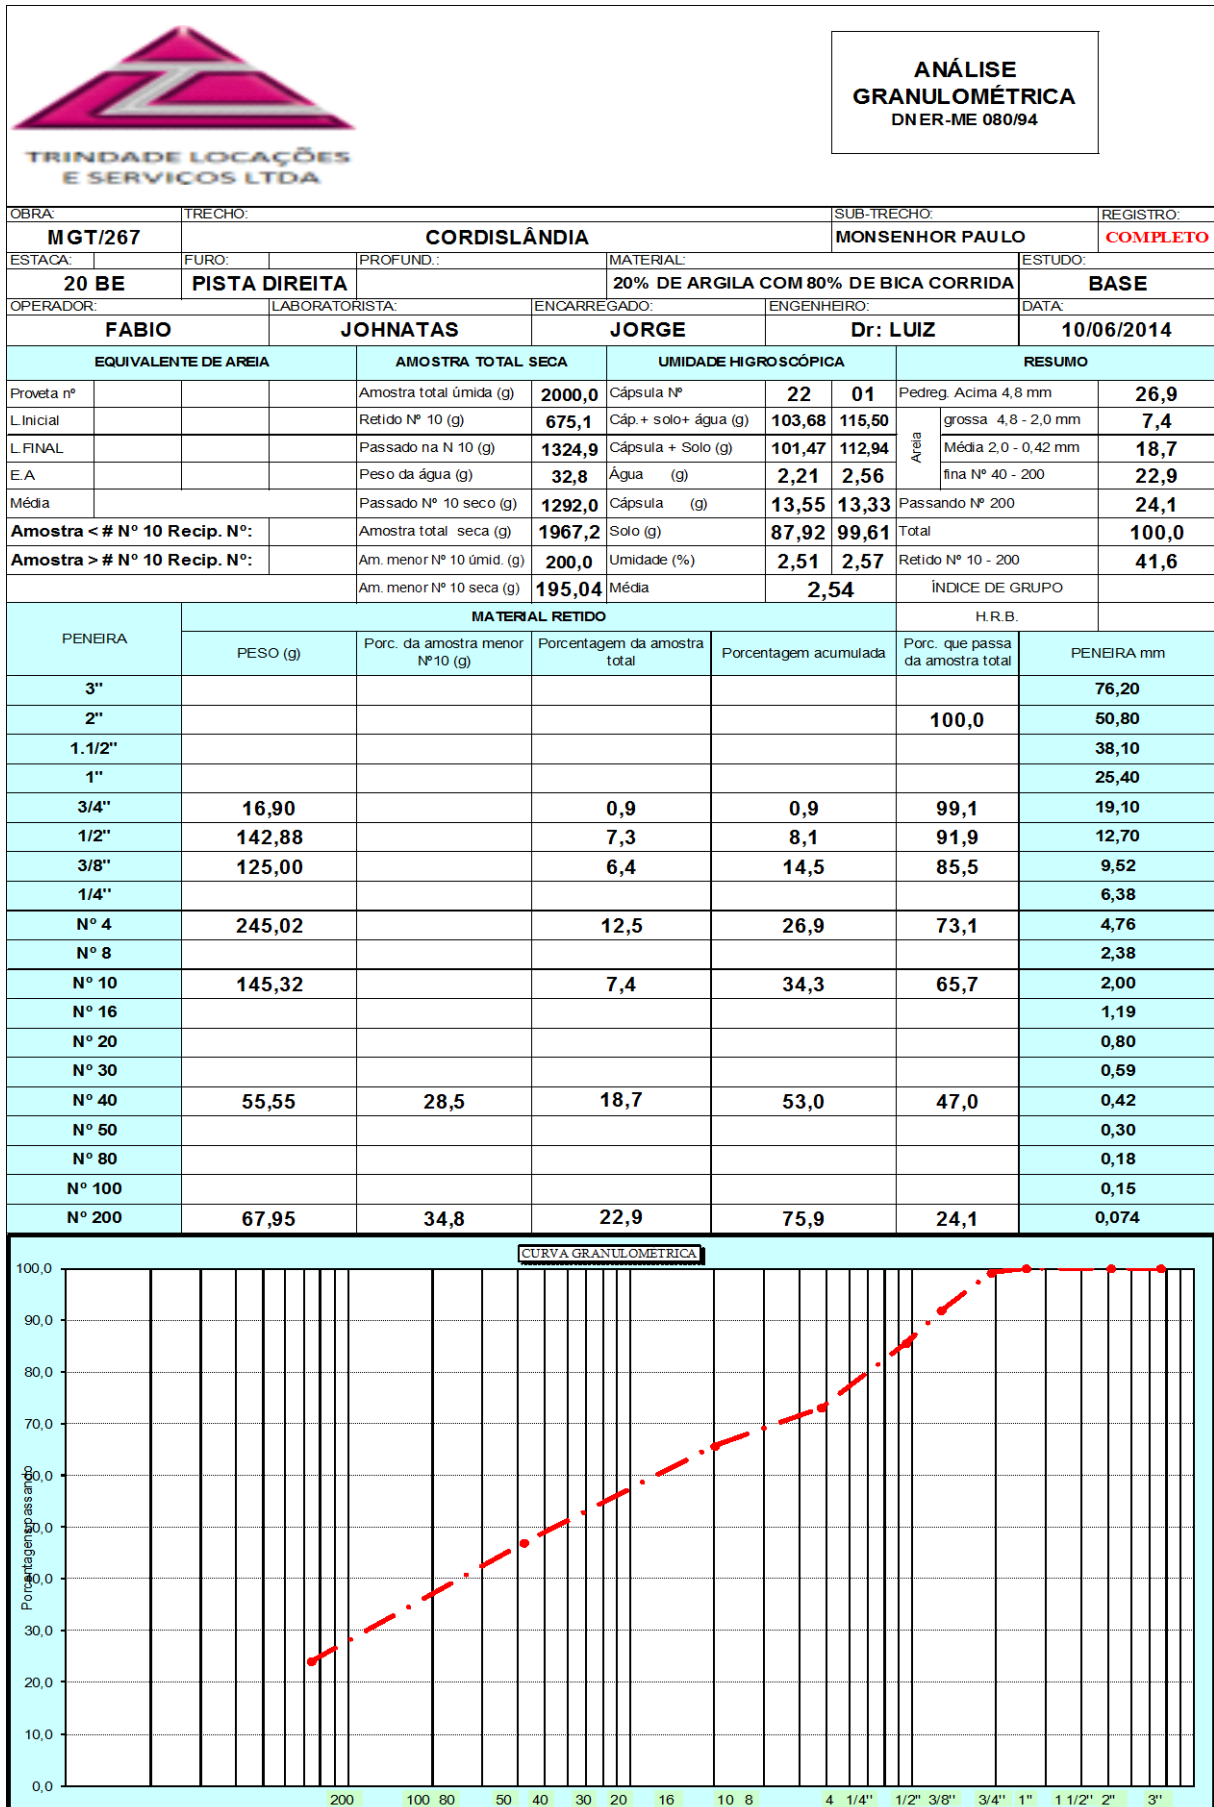 TRINDADE LOCAÇÕES
E SERVIÇOS LTDA
ANÁLISE
GRANULOMÉTRICA
DNER-ME 080/94
OBRA: TRECHO: SUB-TRECHO: REGISTRO:
MGT/267 CORDISLÂNDIA MONSENHOR PAULO COMPLETO
ESTACA: FURO: PROFUND.: MATERIAL: ESTUDO:
20 BE PISTA DIREITA 20% DE ARGILA COM 80% DE BICA CORRIDA BASE
OPERADOR: LABORATORISTA: ENCARREGADO: ENGENHEIRO: DATA:
FABIO JOHNATAS JORGE Dr: LUIZ 10/06/2014
EQUIVALENTE DE AREIA AMOSTRA TOTAL SECA UMIDADE HIGROSCÓPICA RESUMO
Proveta nº Amostra total úmida (g) 2000,0 Cápsula Nº 22 01 Pedreg. Acima 4,8 mm 26,9
L.Inicial Retido Nº 10 (g) 675,1 Cáp.+ solo+ água (g) 103,68 115,50 Areia grossa 4,8 - 2,0 mm 7,4
L.FINAL Passado na N 10 (g) 1324,9 Cápsula + Solo (g) 101,47 112,94 Média 2,0 - 0,42 mm 18,7
E.A Peso da água (g) 32,8 Água (g) 2,21 2,56 fina Nº 40 - 200 22,9
Média Passado Nº 10 seco (g) 1292,0 Cápsula (g) 13,55 13,33 Passando Nº 200 24,1
Amostra < # Nº 10 Recip. Nº: Amostra total seca (g) 1967,2 Solo (g) 87,92 99,61 Total 100,0
Amostra > # Nº 10 Recip. Nº: Am. menor Nº 10 úmid. (g) 200,0 Umidade (%) 2,51 2,57 Retido Nº 10 - 200 41,6
Am. menor Nº 10 seca (g) 195,04 Média 2,54 ÍNDICE DE GRUPO
PENEIRA MATERIAL RETIDO H.R.B.
PESO (g) Porc. da amostra menor Nº10 (g) Porcentagem da amostra total Porcentagem acumulada Porc. que passa da amostra total PENEIRA mm
3" 76,20
2" 100,0 50,80
1.1/2" 38,10
1" 25,40
3/4" 16,90 0,9 0,9 99,1 19,10
1/2" 142,88 7,3 8,1 91,9 12,70
3/8" 125,00 6,4 14,5 85,5 9,52
1/4" 6,38
Nº 4 245,02 12,5 26,9 73,1 4,76
Nº 8 2,38
Nº 10 145,32 7,4 34,3 65,7 2,00
Nº 16 1,19
Nº 20 0,80
Nº 30 0,59
Nº 40 55,55 28,5 18,7 53,0 47,0 0,42
Nº 50 0,30
Nº 80 0,18
Nº 100 0,15
Nº 200 67,95 34,8 22,9 75,9 24,1 0,074
CURVA GRANULOMETRICA
Porcentagens passando
100,0
90,0
80,0
70,0
60,0
50,0
40,0
30,0
20,0
10,0
0,0
200 100 80 50 40 30 20 16 10 8 4 1/4" 1/2" 3/8" 3/4" 1" 1 1/2" 2" 3"